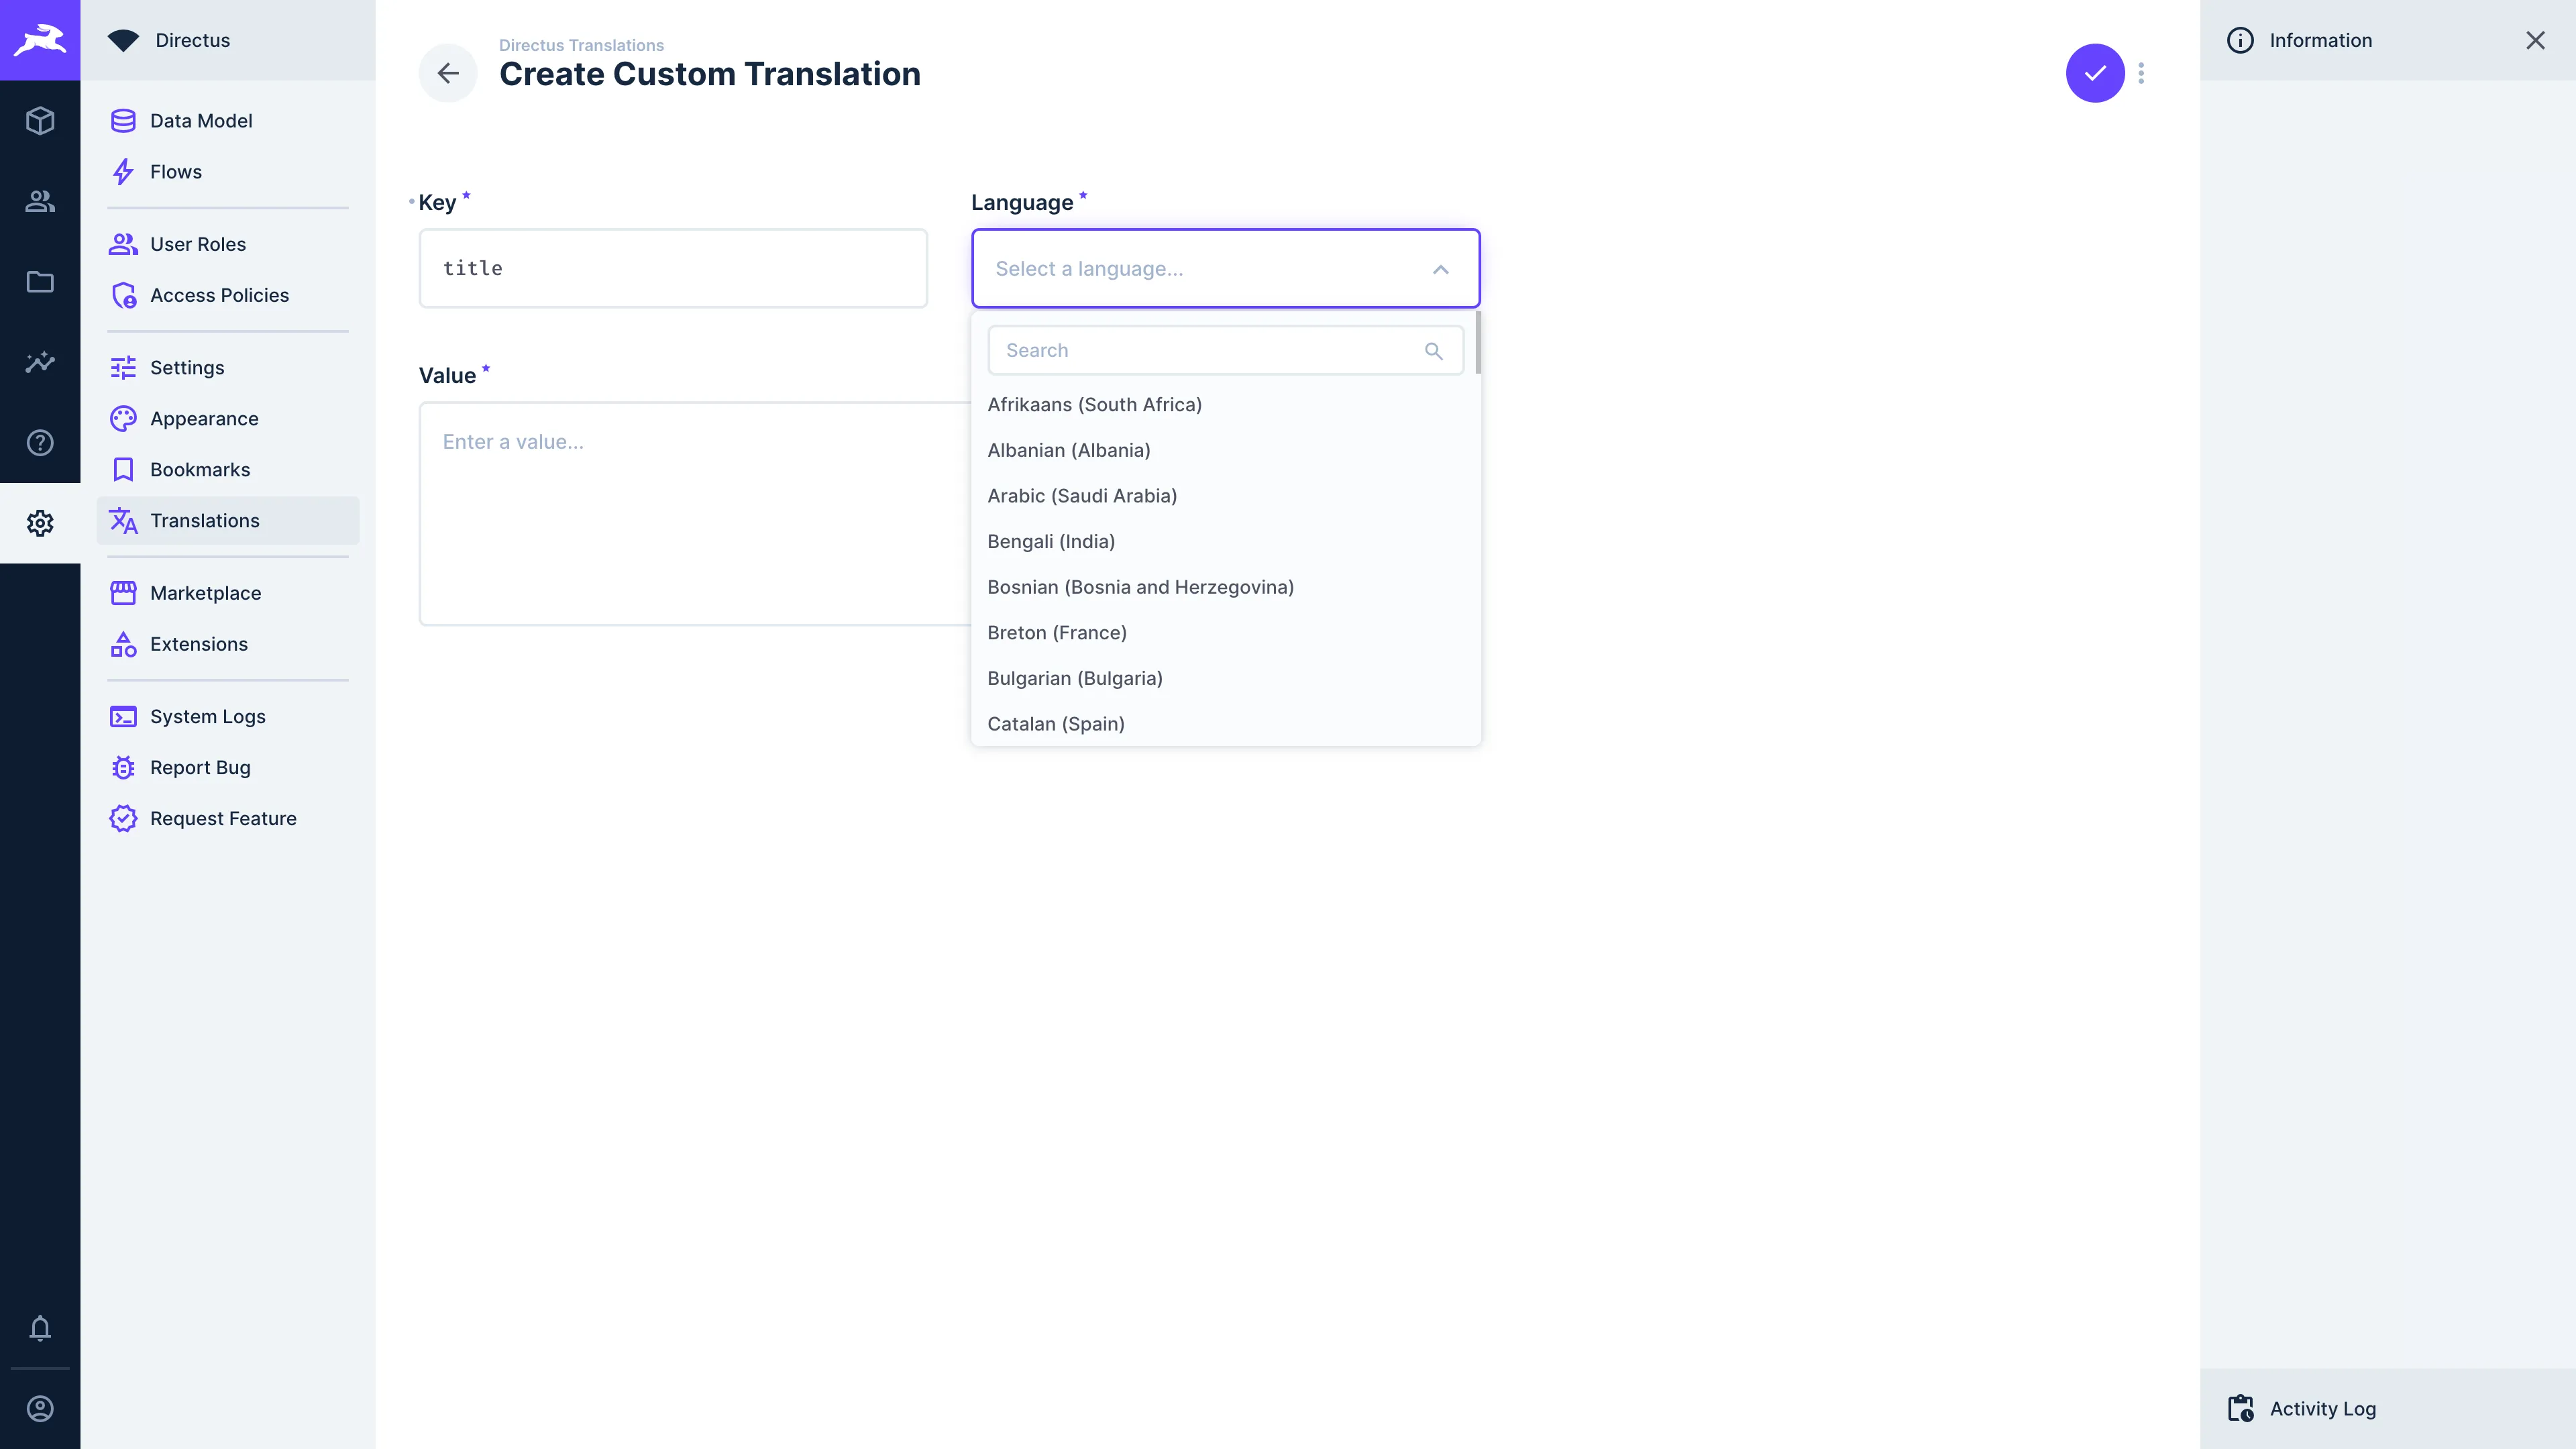 Directus
Data Model
Flows
User Roles
Access Policies
Settings
Appearance
Bookmarks
Translations
Marketplace
Extensions
System Logs
Report Bug
Request Feature
Directus Translations
Create Custom Translation
Key *
title
Language *
Select a language...
Search
Afrikaans (South Africa)
Albanian (Albania)
Arabic (Saudi Arabia)
Bengali (India)
Bosnian (Bosnia and Herzegovina)
Breton (France)
Bulgarian (Bulgaria)
Catalan (Spain)
Value *
Enter a value...
Information
Activity Log